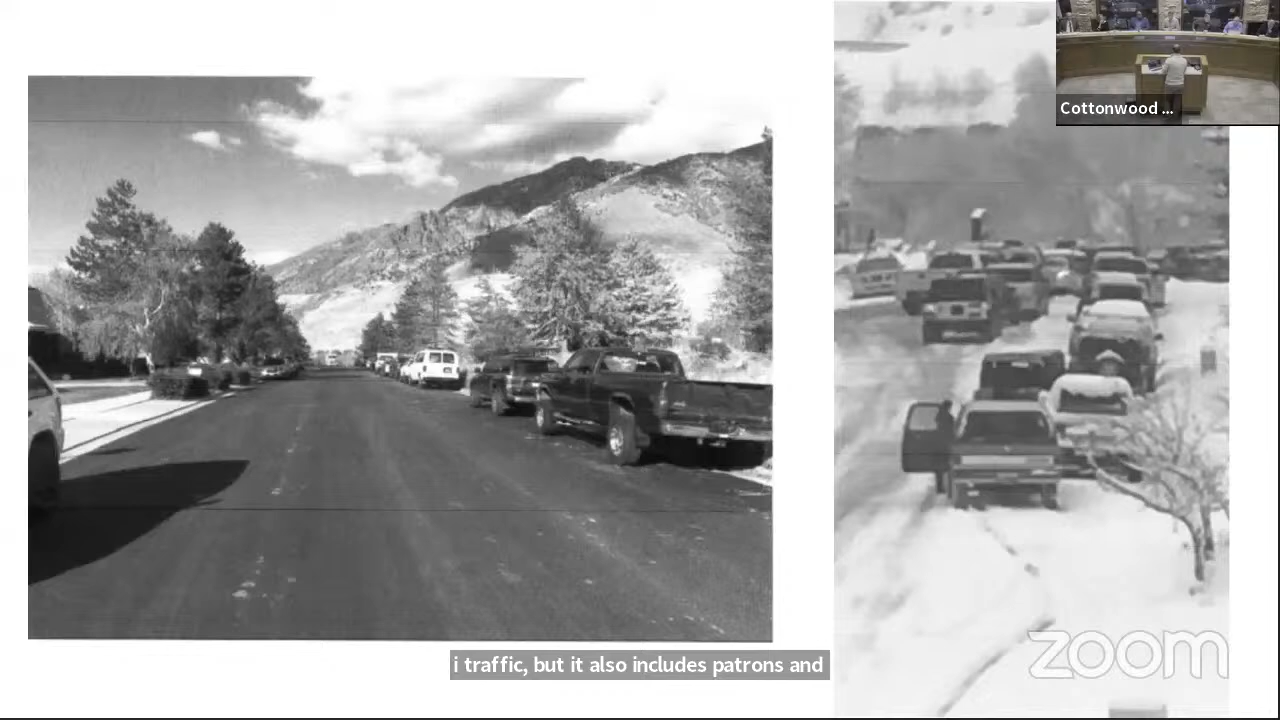 Cottonwood ...
i traffic, but it also includes patrons and
zoom